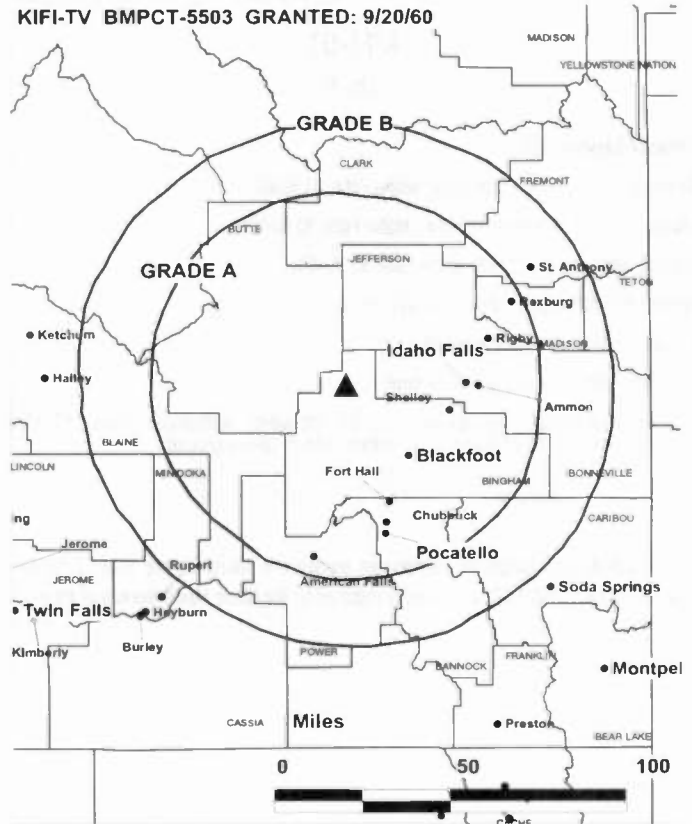 KIFI-TV BMPCT-5503 GRANTED: 9/20/60
MADISON
YELLOWSTONE NATION
GRADE B
CLARK
FREMONT
BUTTE
JEFFERSON
GRADE A
St. Anthony
TETON
Rexburg
Ketchum
Rigby
MADISON
Idaho Falls
Hailey
Shelley
Ammon
BLAINE
Blackfoot
LINCOLN
MINIDOKA
Fort Hall
BINGHAM
BONNEVILLE
ing
Chubbuck
CARIBOU
Jerome
Pocatello
Rupert
JEROME
American Falls
Soda Springs
Twin Falls
Heyburn
Kimberly
Burley
POWER
FRANKLIN
BANNOCK
Montpel
CASSIA
Miles
Preston
BEAR LAKE
0 50 100
CACHE